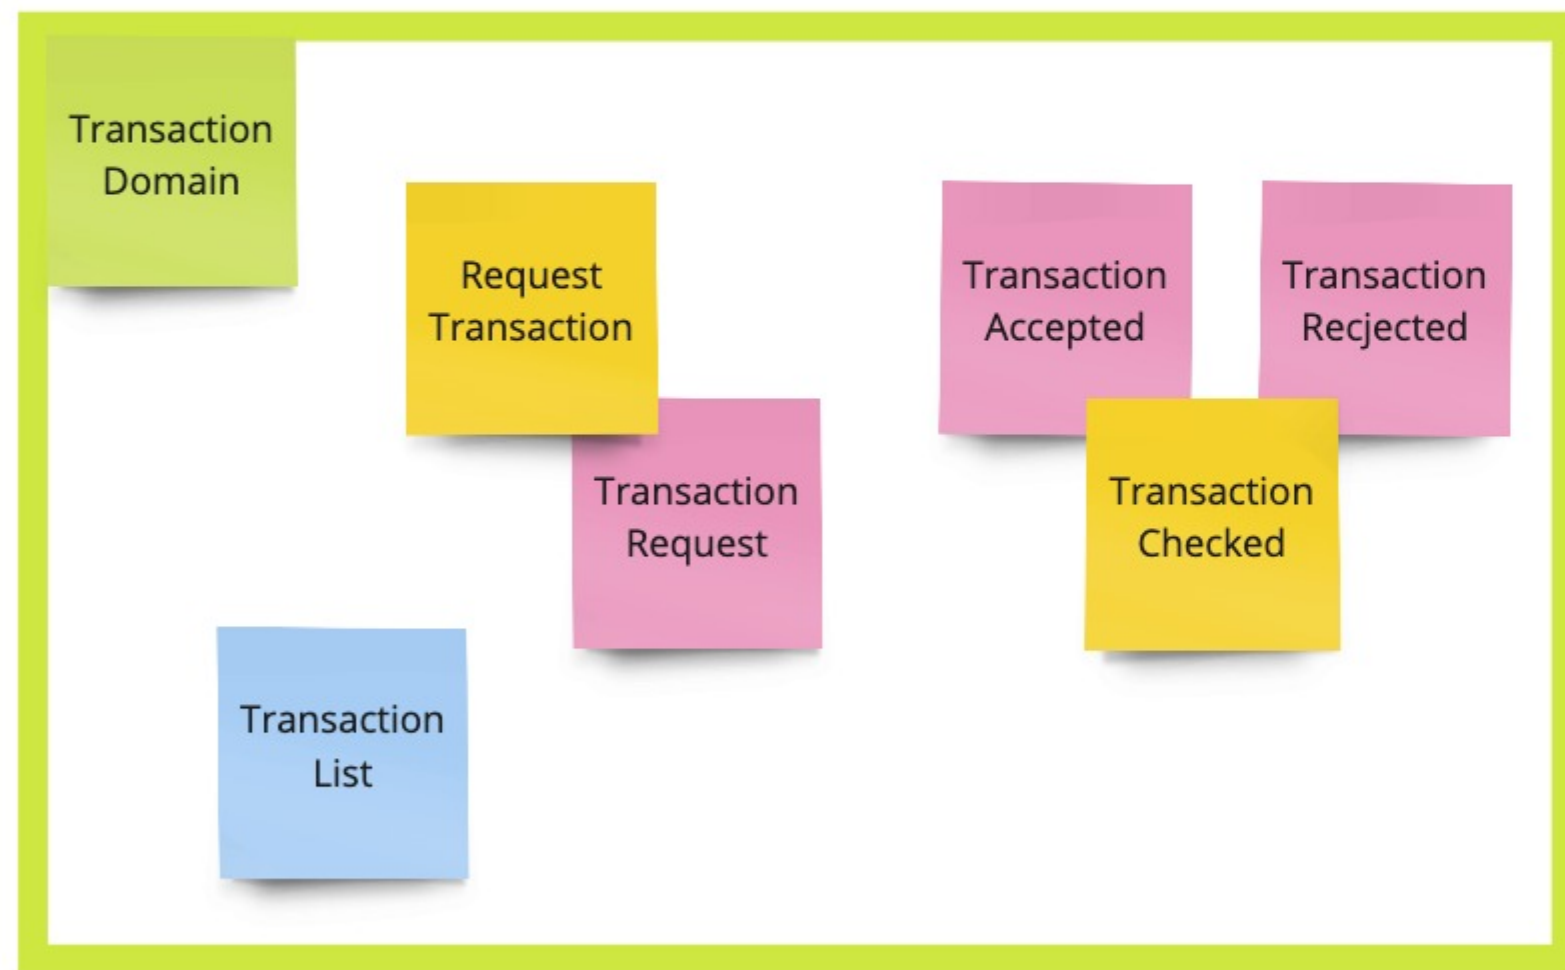 Transaction
Domain
Request
Transaction
Transaction
Request
Transaction
Accepted
Transaction
Recjected
Transaction
Checked
Transaction
List